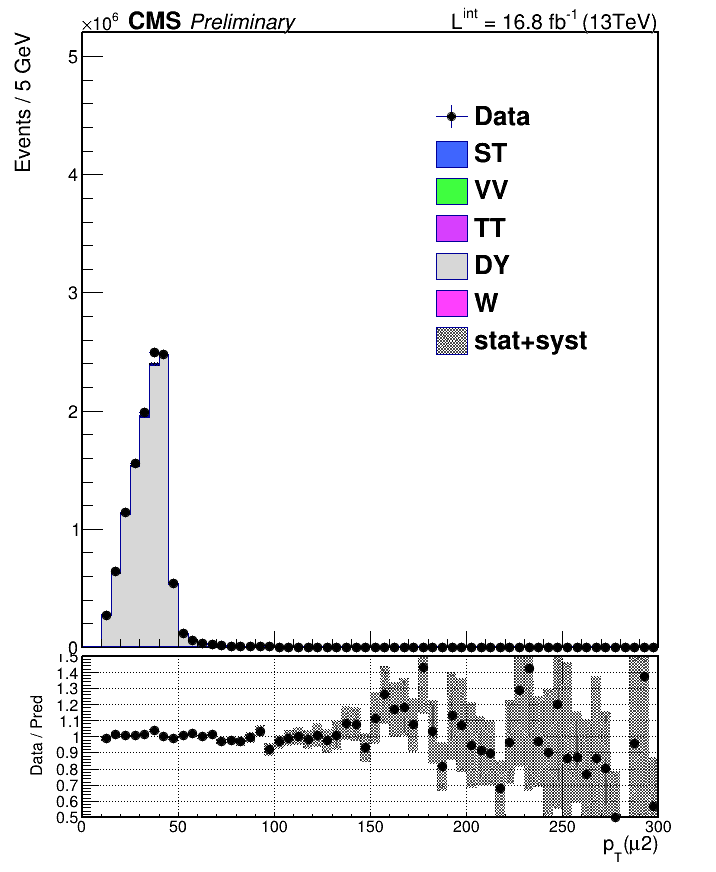 ×10⁶ CMS Preliminary L^int = 16.8 fb⁻¹ (13TeV)
Events / 5 GeV
5
4
3
2
1
0
Data
ST
VV
TT
DY
W
stat+syst
Data / Pred
1.5
1.4
1.3
1.2
1.1
1
0.9
0.8
0.7
0.6
0.5
0 50 100 150 200 250 300
p_T(μ2)